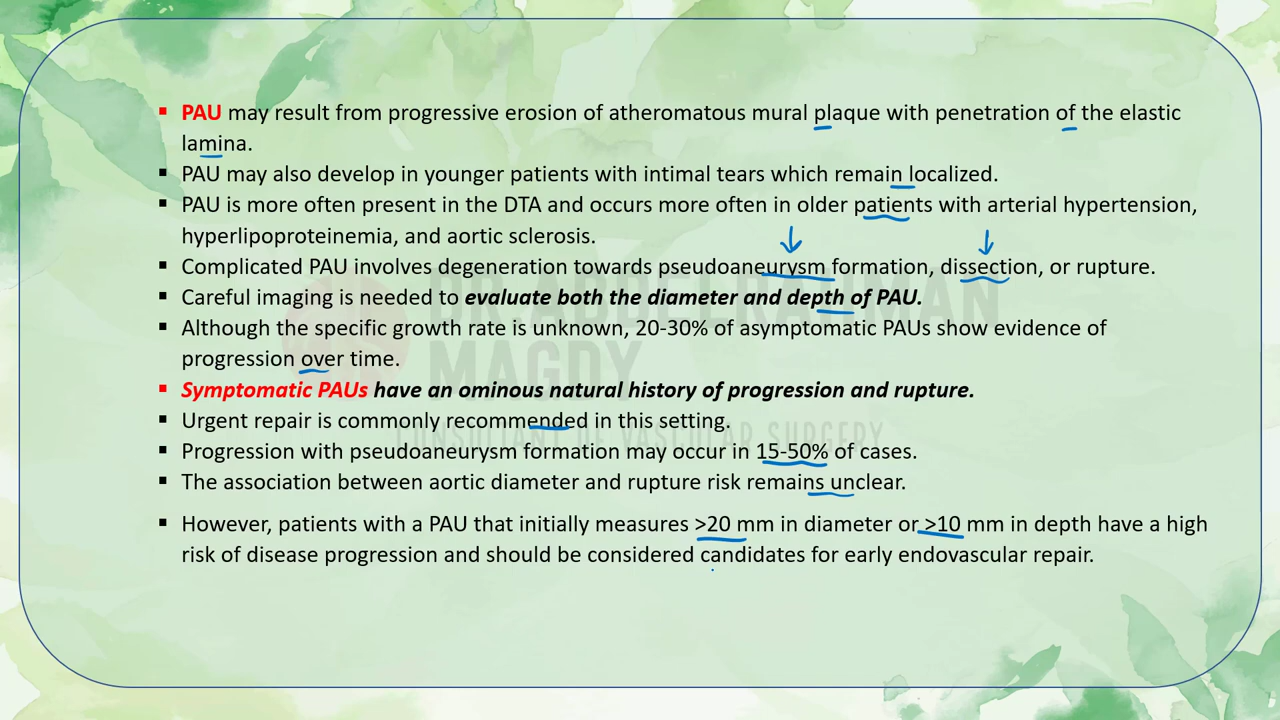 ▪ PAU may result from progressive erosion of atheromatous mural plaque with penetration of the elastic
lamina.
▪ PAU may also develop in younger patients with intimal tears which remain localized.
▪ PAU is more often present in the DTA and occurs more often in older patients with arterial hypertension,
hyperlipoproteinemia, and aortic sclerosis.
▪ Complicated PAU involves degeneration towards pseudoaneurysm formation, dissection, or rupture.
▪ Careful imaging is needed to evaluate both the diameter and depth of PAU.
▪ Although the specific growth rate is unknown, 20-30% of asymptomatic PAUs show evidence of
progression over time.
▪ Symptomatic PAUs have an ominous natural history of progression and rupture.
▪ Urgent repair is commonly recommended in this setting.
▪ Progression with pseudoaneurysm formation may occur in 15-50% of cases.
▪ The association between aortic diameter and rupture risk remains unclear.
▪ However, patients with a PAU that initially measures >20 mm in diameter or >10 mm in depth have a high
risk of disease progression and should be considered candidates for early endovascular repair.
DR.ABDELRAHMAN
MAGDY
CONSULTANT OF VASCULAR SURGERY